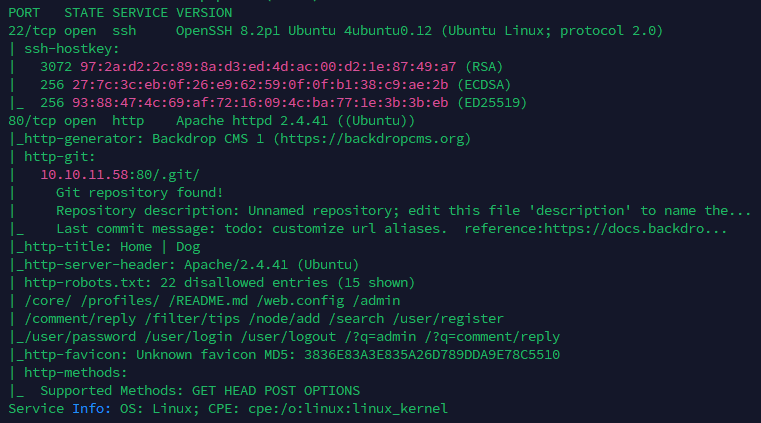 PORT   STATE SERVICE VERSION
22/tcp open  ssh     OpenSSH 8.2p1 Ubuntu 4ubuntu0.12 (Ubuntu Linux; protocol 2.0)
| ssh-hostkey:
|   3072 97:2a:d2:2c:89:8a:d3:ed:4d:ac:00:d2:1e:87:49:a7 (RSA)
|   256 27:7c:3c:eb:0f:26:e9:62:59:0f:0f:b1:38:c9:ae:2b (ECDSA)
|_  256 93:88:47:4c:69:af:72:16:09:4c:ba:77:1e:3b:3b:eb (ED25519)
80/tcp open  http    Apache httpd 2.4.41 ((Ubuntu))
|_http-generator: Backdrop CMS 1 (https://backdropcms.org)
| http-git:
|   10.10.11.58:80/.git/
|     Git repository found!
|     Repository description: Unnamed repository; edit this file 'description' to name the...
|_    Last commit message: todo: customize url aliases.  reference:https://docs.backdro...
|_http-title: Home | Dog
|_http-server-header: Apache/2.4.41 (Ubuntu)
| http-robots.txt: 22 disallowed entries (15 shown)
| /core/ /profiles/ /README.md /web.config /admin
| /comment/reply /filter/tips /node/add /search /user/register
|_/user/password /user/login /user/logout /?q=admin /?q=comment/reply
|_http-favicon: Unknown favicon MD5: 3836E83A3E835A26D789DDA9E78C5510
| http-methods:
|_  Supported Methods: GET HEAD POST OPTIONS
Service Info: OS: Linux; CPE: cpe:/o:linux:linux_kernel